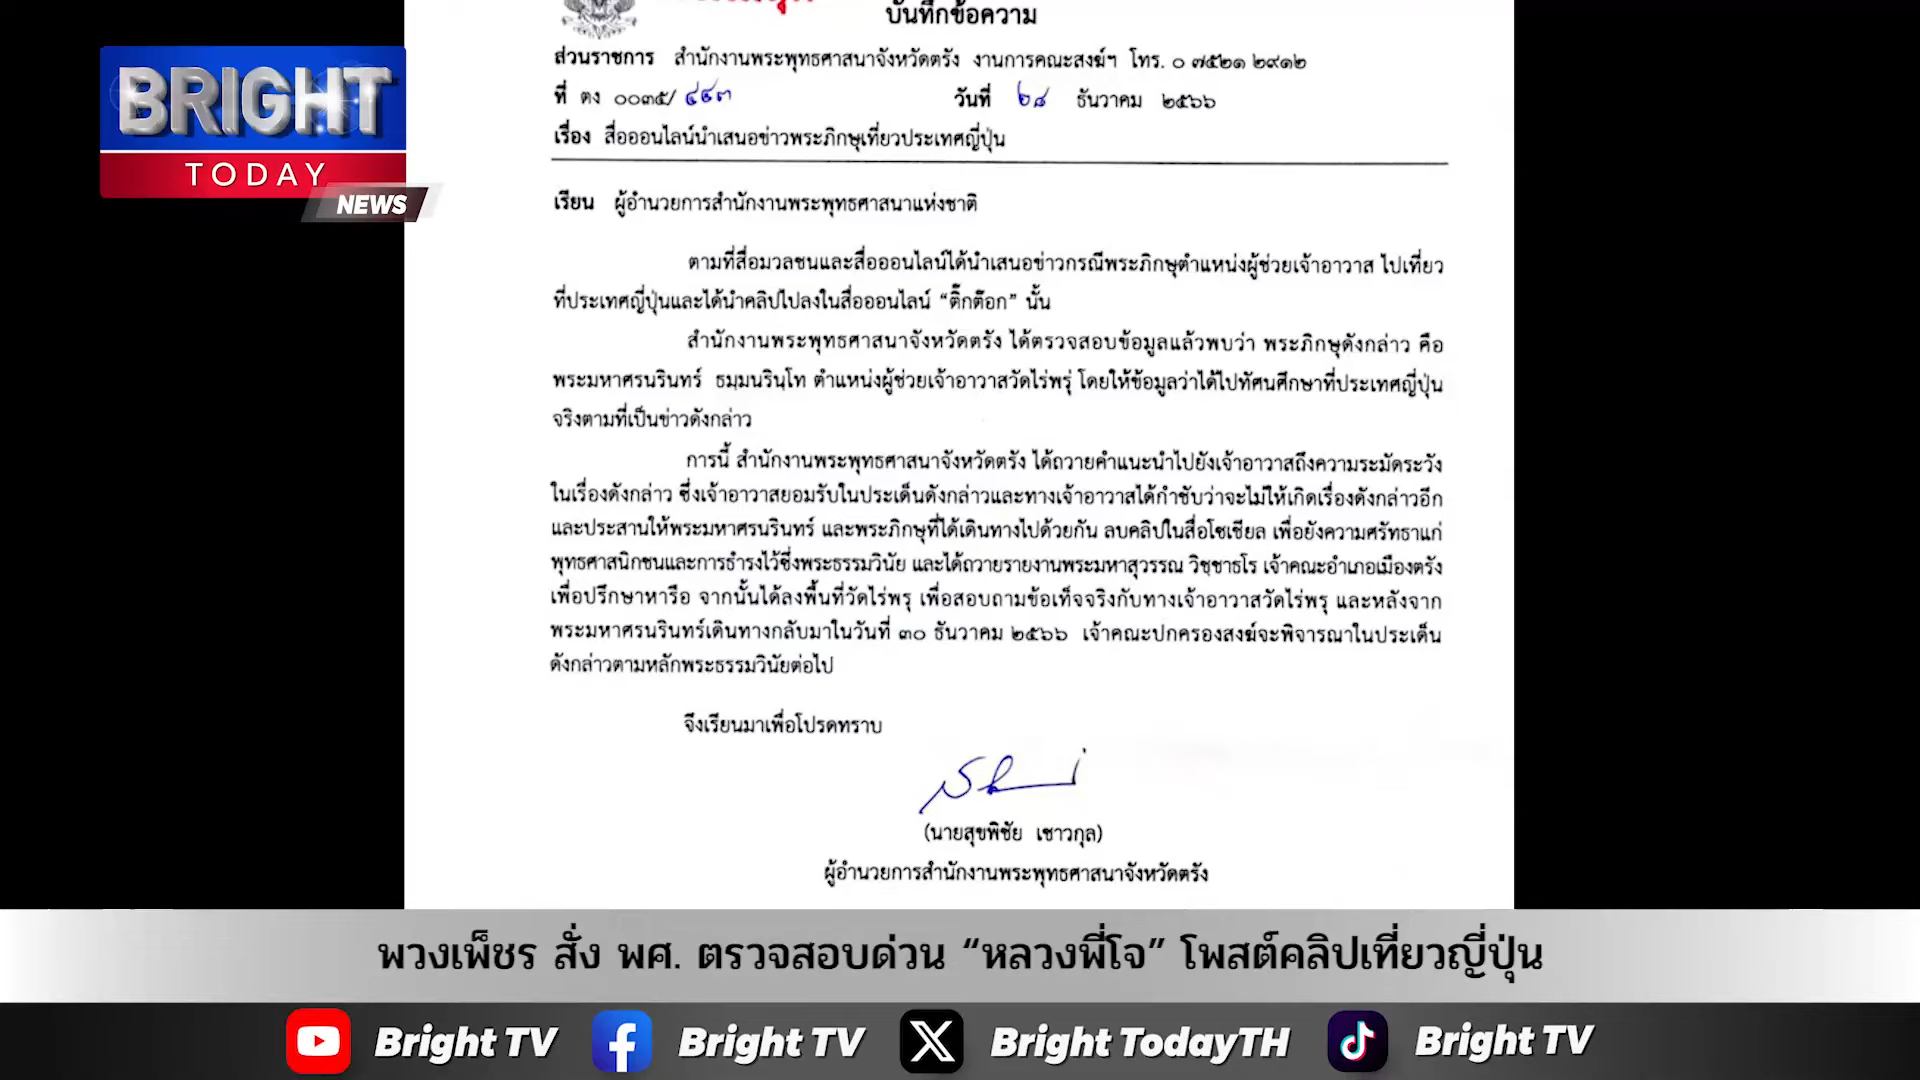 บันทึกข้อความ
BRIGHT
TODAY
NEWS
ส่วนราชการ สำนักงานพระพุทธศาสนาจังหวัดตรัง งานการคณะสงฆ์ฯ โทร. ๐ ๗๕๒๑ ๒๙๑๒
ที่ ตง ๐๐๓๕/ วันที่ ๒๘ ธันวาคม ๒๕๖๖
เรื่อง สื่อออนไลน์นำเสนอข่าวพระภิกษุเที่ยวประเทศญี่ปุ่น
เรียน ผู้อำนวยการสำนักงานพระพุทธศาสนาแห่งชาติ
ตามที่สื่อมวลชนและสื่อออนไลน์ได้นำเสนอข่าวกรณีพระภิกษุตำแหน่งผู้ช่วยเจ้าอาวาส ไปเที่ยว
ที่ประเทศญี่ปุ่นและได้นำคลิปไปลงในสื่อออนไลน์ “ติ๊กต๊อก” นั้น
สำนักงานพระพุทธศาสนาจังหวัดตรัง ได้ตรวจสอบข้อมูลแล้วพบว่า พระภิกษุดังกล่าว คือ
พระมหาศรนรินทร์ ธมฺมนรินฺโท ตำแหน่งผู้ช่วยเจ้าอาวาสวัดไร่พรุ่ โดยให้ข้อมูลว่าได้ไปทัศนศึกษาที่ประเทศญี่ปุ่น
จริงตามที่เป็นข่าวดังกล่าว
การนี้ สำนักงานพระพุทธศาสนาจังหวัดตรัง ได้ถวายคำแนะนำไปยังเจ้าอาวาสถึงความระมัดระวัง
ในเรื่องดังกล่าว ซึ่งเจ้าอาวาสยอมรับในประเด็นดังกล่าวและทางเจ้าอาวาสได้กำชับว่าจะไม่ให้เกิดเรื่องดังกล่าวอีก
และประสานให้พระมหาศรนรินทร์ และพระภิกษุที่ได้เดินทางไปด้วยกัน ลบคลิปในสื่อโซเชียล เพื่อยังความศรัทธาแก่
พุทธศาสนิกชนและการธำรงไว้ซึ่งพระธรรมวินัย และได้ถวายรายงานพระมหาสุวรรณ วิชฺชาธโร เจ้าคณะอำเภอเมืองตรัง
เพื่อปรึกษาหารือ จากนั้นได้ลงพื้นที่วัดไร่พรุ เพื่อสอบถามข้อเท็จจริงกับทางเจ้าอาวาสวัดไร่พรุ และหลังจาก
พระมหาศรนรินทร์เดินทางกลับมาในวันที่ ๓๐ ธันวาคม ๒๕๖๖ เจ้าคณะปกครองสงฆ์จะพิจารณาในประเด็น
ดังกล่าวตามหลักพระธรรมวินัยต่อไป
จึงเรียนมาเพื่อโปรดทราบ
(นายสุขพิชัย เชาวกุล)
ผู้อำนวยการสำนักงานพระพุทธศาสนาจังหวัดตรัง
พวงเพ็ชร สั่ง พศ. ตรวจสอบด่วน “หลวงพี่โจ” โพสต์คลิปเที่ยวญี่ปุ่น
Bright TV Bright TV Bright TodayTH Bright TV